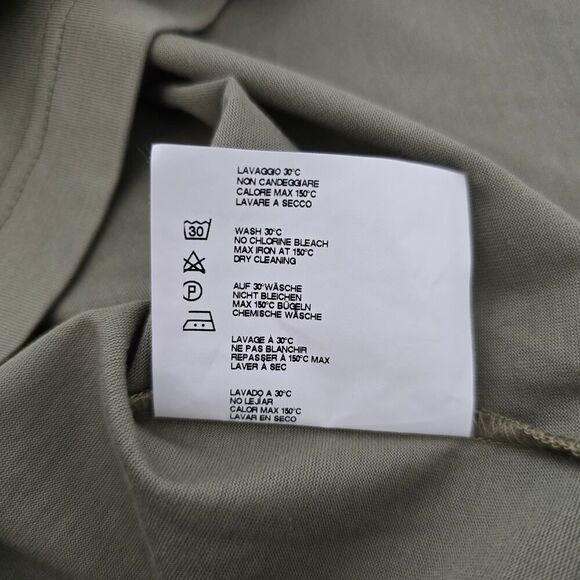 LAVAGGIO 30°C
NON CANDEGGIARE
CALORE MAX 150°C
LAVARE A SECCO
30
WASH 30°C
NO CHLORINE BLEACH
MAX IRON AT 150°C
DRY CLEANING
P
AUF 30°WÄSCHE
NICHT BLEICHEN
MAX 150°C BÜGELN
CHEMISCHE WÄSCHE
LAVAGE À 30°C
NE PAS BLANCHIR
REPASSER À 150°C MAX
LAVER À SEC
LAVADO A 30°C
NO LEJIAR
CALOR MAX 150°C
LAVAR EN SECO